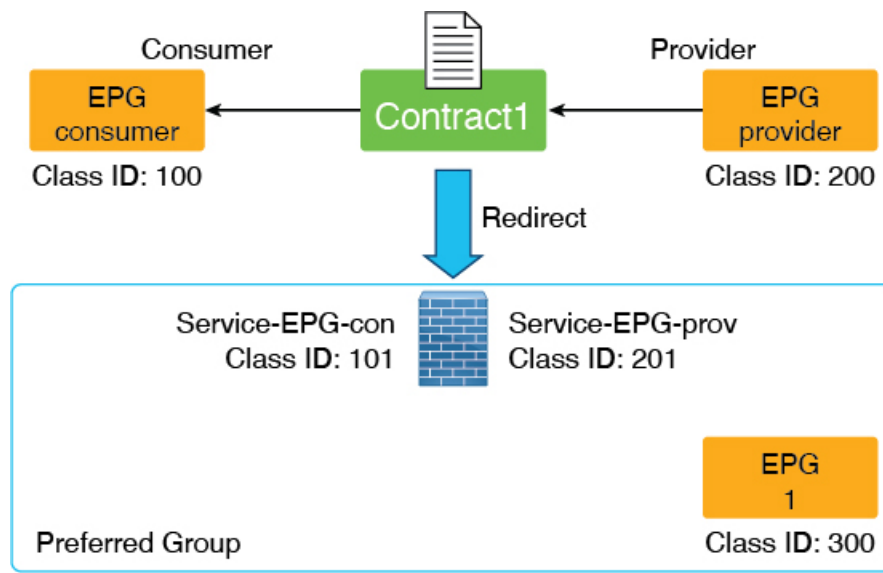 Consumer
Provider
EPG
consumer
Contract1
EPG
provider
Class ID: 100
Class ID: 200
Redirect
Service-EPG-con
Class ID: 101
Service-EPG-prov
Class ID: 201
EPG
1
Preferred Group
Class ID: 300